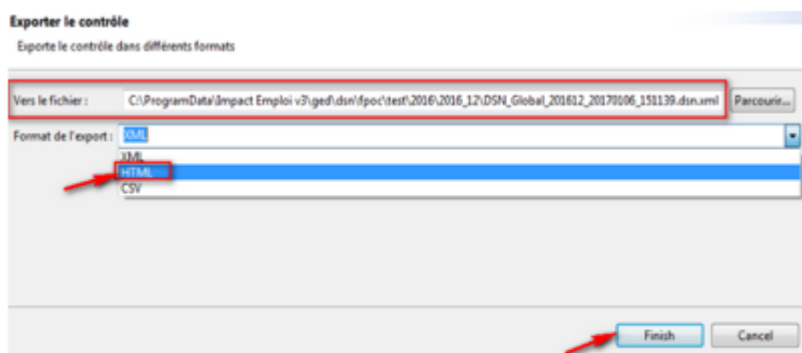 Exporter le contrôle
Exporte le contrôle dans différents formats
Vers le fichier : C:\ProgramData\Impact Emploi v3\ged\dsn\fpoc\test\2016\2016_12\DSN_Global_201612_20170106_151139.dsn.xml Parcourir...
Format de l'export : XML
XML
HTML
CSV
Finish Cancel